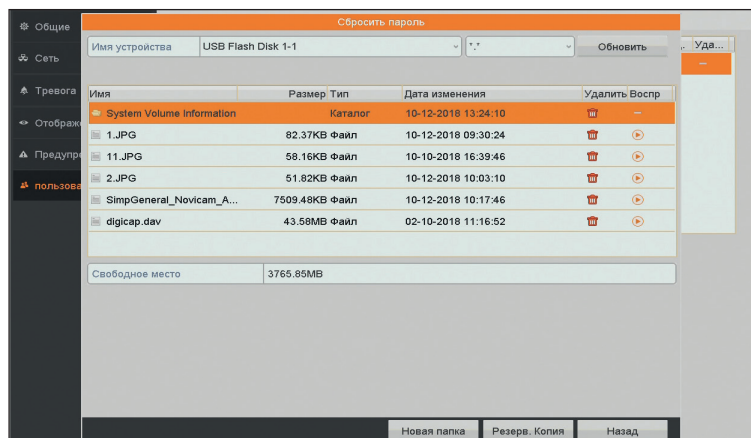 Сбросить пароль
Общие
Сеть
Тревога
Отображ
Предупре
пользова
Имя устройства USB Flash Disk 1-1 *.* Обновить
Уда...
Имя Размер Тип Дата изменения Удалить Воспр
System Volume Information Каталог 10-12-2018 13:24:10 —
1.JPG 82.37KB Файл 10-12-2018 09:30:24
11.JPG 58.16KB Файл 10-10-2018 16:39:46
2.JPG 51.82KB Файл 10-12-2018 10:03:10
SimpGeneral_Novicam_A... 7509.48KB Файл 10-12-2018 10:17:46
digicap.dav 43.58MB Файл 02-10-2018 11:16:52
Свободное место 3765.85MB
Новая папка Резерв. Копия Назад